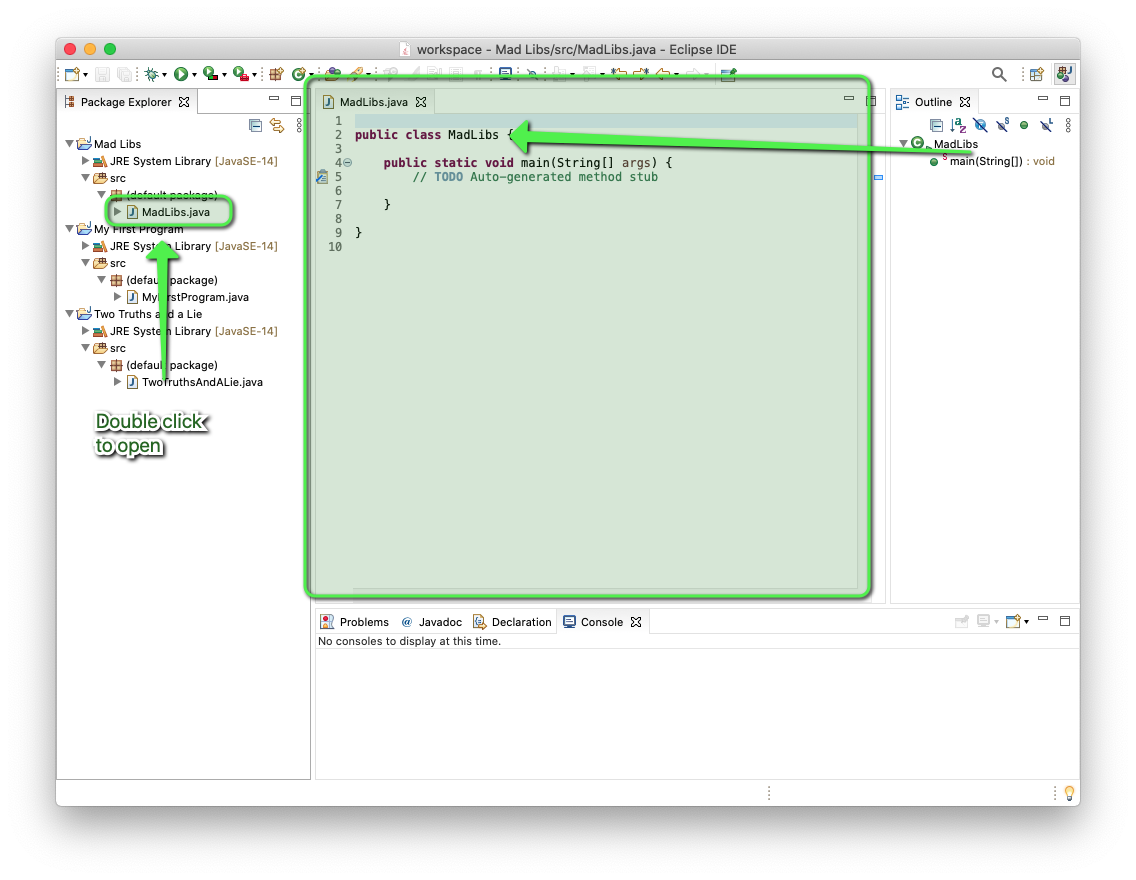 workspace - Mad Libs/src/MadLibs.java - Eclipse IDE
Package Explorer
Mad Libs
JRE System Library [JavaSE-14]
src
(default package)
MadLibs.java
My First Program
JRE System Library [JavaSE-14]
src
(default package)
MyFirstProgram.java
Two Truths and a Lie
JRE System Library [JavaSE-14]
src
(default package)
TwoTruthsAndALie.java
Double click
to open
MadLibs.java
1
2 public class MadLibs {
3
4 public static void main(String[] args) {
5 // TODO Auto-generated method stub
6
7 }
8
9 }
10
Outline
MadLibs
main(String[]) : void
Problems @ Javadoc Declaration Console
No consoles to display at this time.